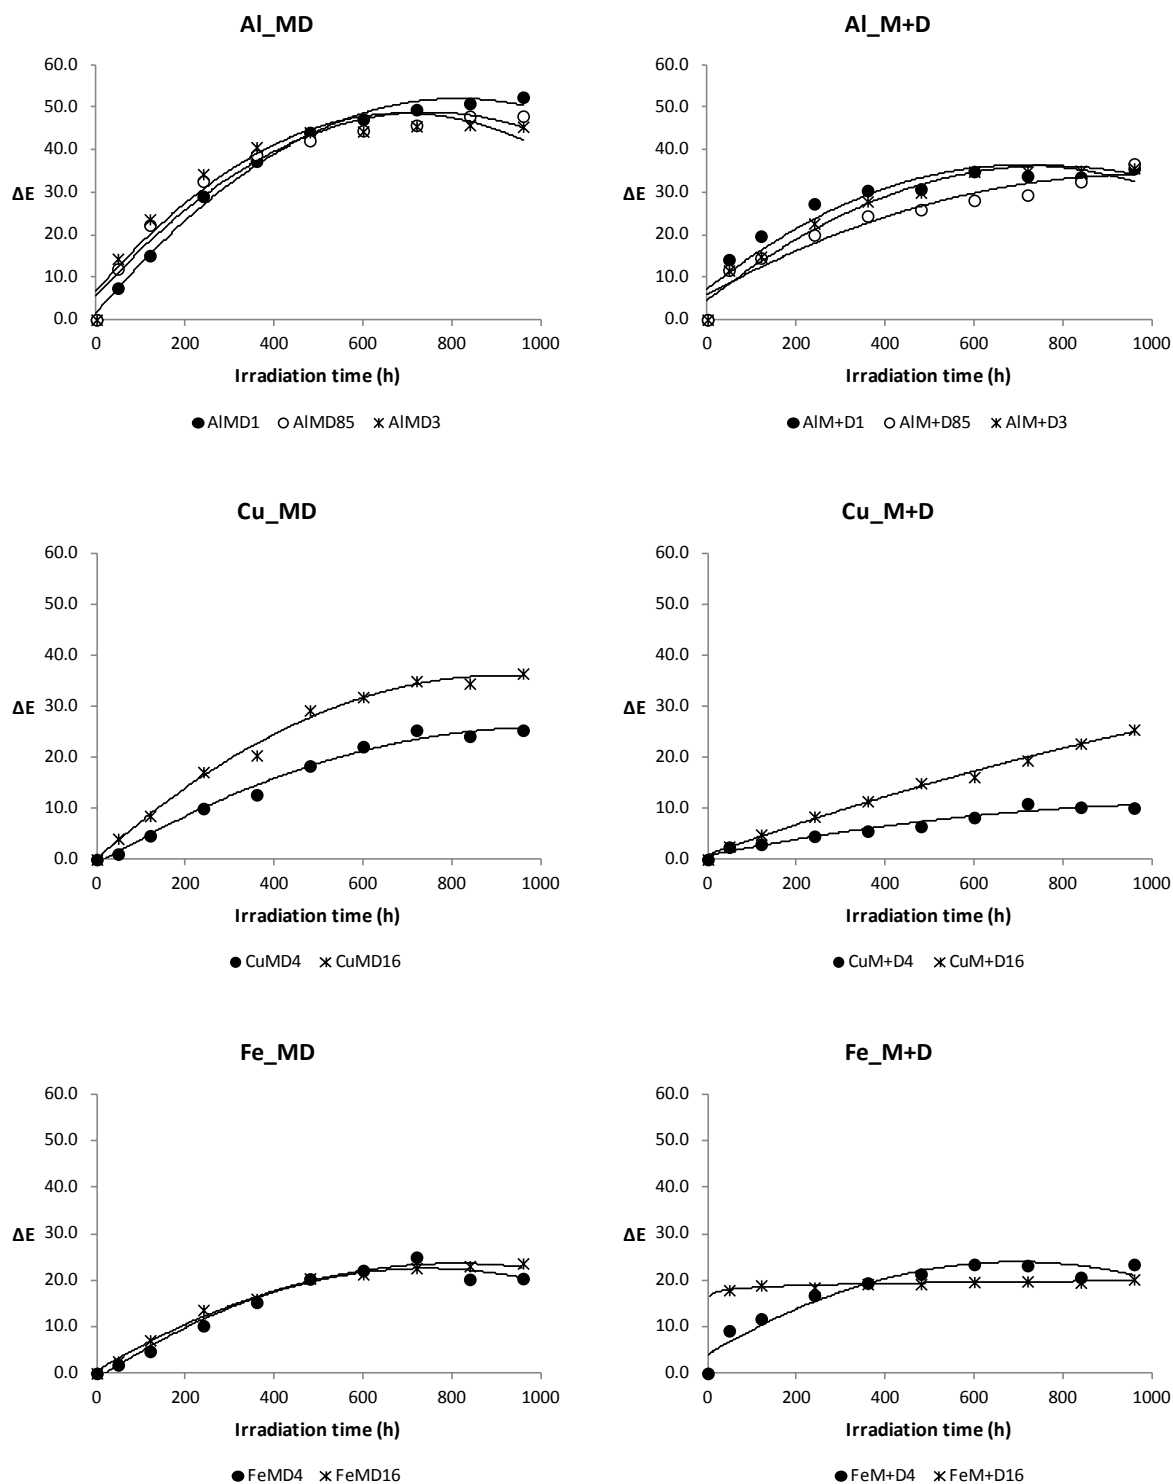 Al_MD
60.0
50.0
40.0
30.0
20.0
10.0
0.0
ΔE
0 200 400 600 800 1000
Irradiation time (h)
AlMD1 AlMD85 AlMD3
Al_M+D
60.0
50.0
40.0
30.0
20.0
10.0
0.0
ΔE
0 200 400 600 800 1000
Irradiation time (h)
AlM+D1 AlM+D85 AlM+D3
Cu_MD
60.0
50.0
40.0
30.0
20.0
10.0
0.0
ΔE
0 200 400 600 800 1000
Irradiation time (h)
CuMD4 CuMD16
Cu_M+D
60.0
50.0
40.0
30.0
20.0
10.0
0.0
ΔE
0 200 400 600 800 1000
Irradiation time (h)
CuM+D4 CuM+D16
Fe_MD
60.0
50.0
40.0
30.0
20.0
10.0
0.0
ΔE
0 200 400 600 800 1000
Irradiation time (h)
FeMD4 FeMD16
Fe_M+D
60.0
50.0
40.0
30.0
20.0
10.0
0.0
ΔE
0 200 400 600 800 1000
Irradiation time (h)
FeM+D4 FeM+D16